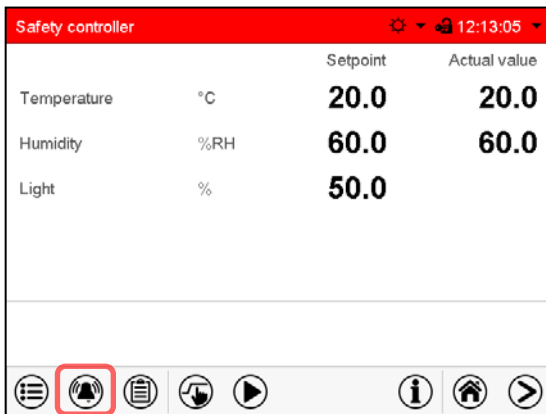 Safety controller 12:13:05
Setpoint Actual value
Temperature °C 20.0 20.0
Humidity %RH 60.0 60.0
Light % 50.0